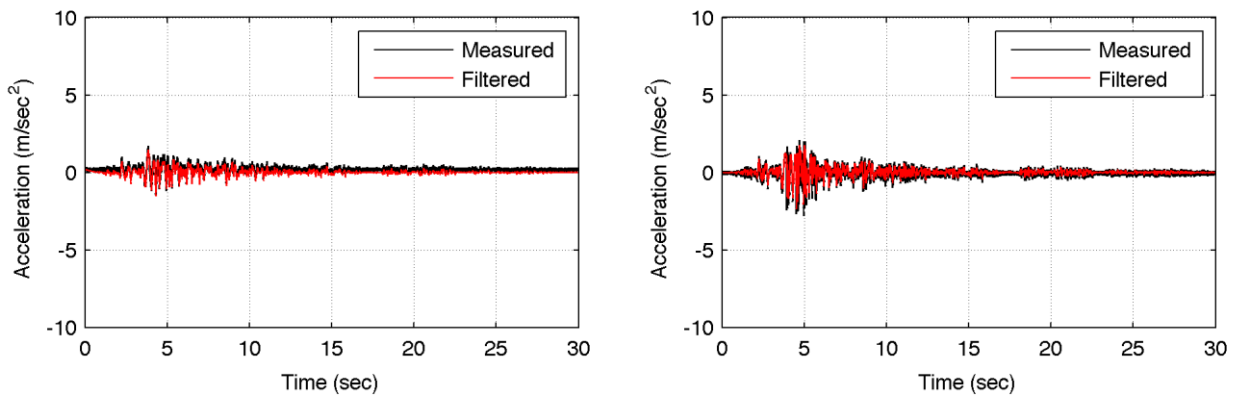 10
5
0
-5
-10
Acceleration (m/sec²)
Measured
Filtered
0 5 10 15 20 25 30
Time (sec)
10
5
0
-5
-10
Acceleration (m/sec²)
Measured
Filtered
0 5 10 15 20 25 30
Time (sec)